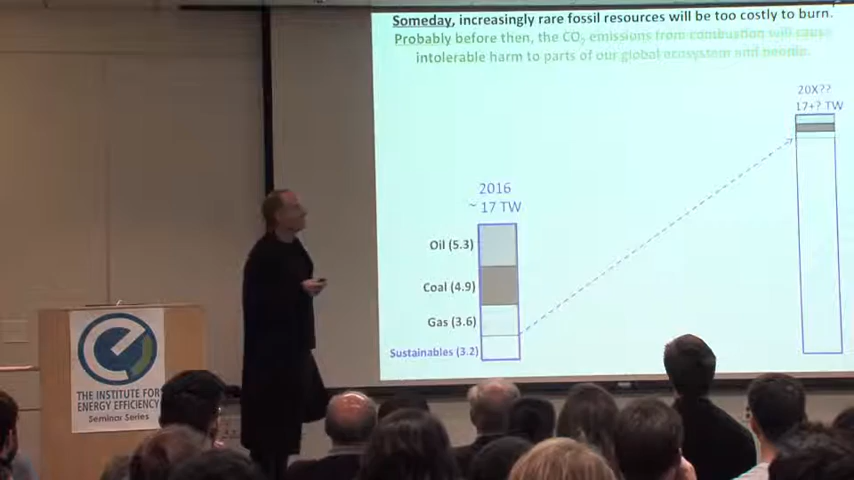 Someday, increasingly rare fossil resources will be too costly to burn.
Probably before then, the CO₂ emissions from combustion will cause
intolerable harm to parts of our global ecosystem and people.
20X??
17+? TW
2016
~ 17 TW
Oil (5.3)
Coal (4.9)
Gas (3.6)
Sustainables (3.2)
THE INSTITUTE FOR
ENERGY EFFICIENCY
Seminar Series